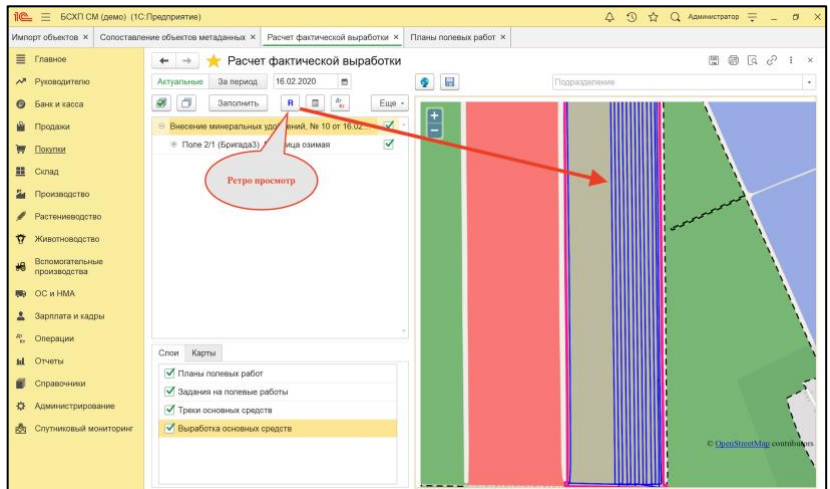 БСХП СМ (демо) (1С:Предприятие)
Администратор
Импорт объектов × Сопоставление объектов метаданных × Расчет фактической выработки × Планы полевых работ ×
Главное
Руководителю
Банк и касса
Продажи
Покупки
Склад
Производство
Растениеводство
Животноводство
Вспомогательные
производства
ОС и НМА
Зарплата и кадры
Операции
Отчеты
Справочники
Администрирование
Спутниковый мониторинг
Расчет фактической выработки
Актуальные За период 16.02.2020
Подразделение
Заполнить R Еще
Внесение минеральных удобрений, № 10 от 16.02...
Поле 2/1 (Бригада3)
озимая
Ретро просмотр
Слои Карты
Планы полевых работ
Задания на полевые работы
Треки основных средств
Выработка основных средств
+
−
© OpenStreetMap contributors